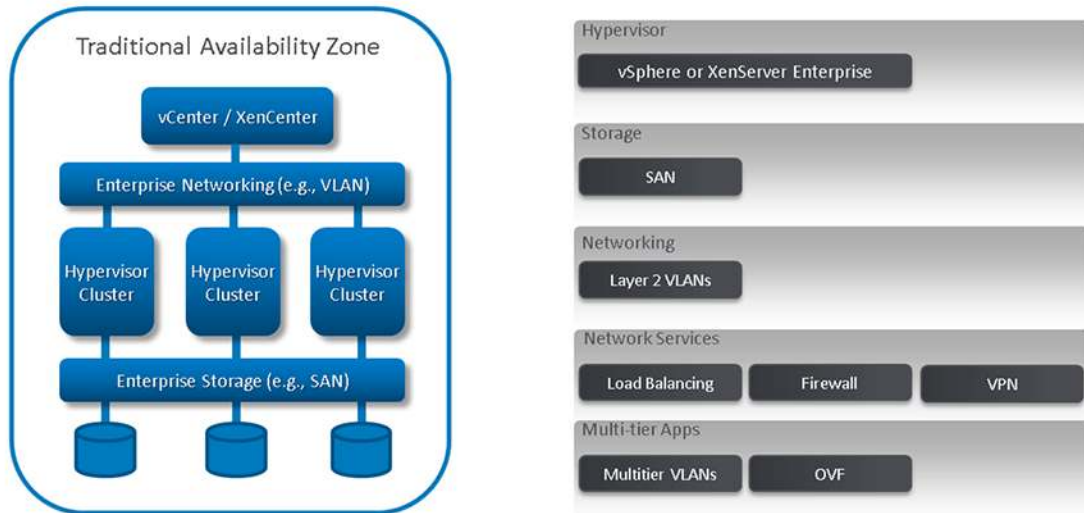 Traditional Availability Zone
vCenter / XenCenter
Enterprise Networking (e.g., VLAN)
Hypervisor
Cluster
Hypervisor
Cluster
Hypervisor
Cluster
Enterprise Storage (e.g., SAN)
Hypervisor
vSphere or XenServer Enterprise
Storage
SAN
Networking
Layer 2 VLANs
Network Services
Load Balancing
Firewall
VPN
Multi-tier Apps
Multitier VLANs
OVF